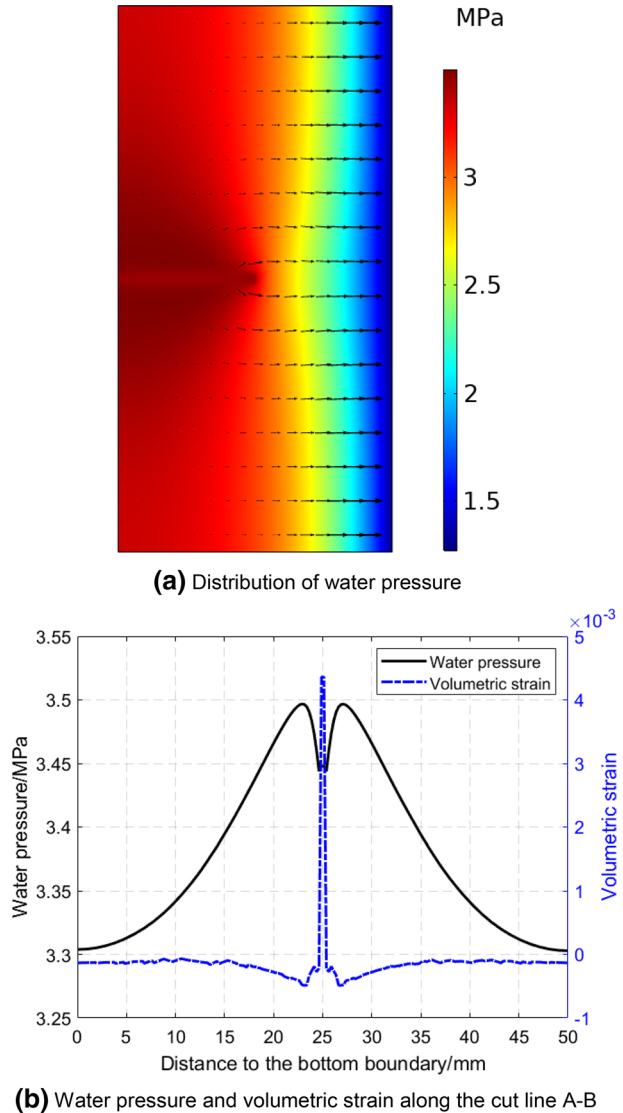 MPa
3
2.5
2
1.5
(a) Distribution of water pressure
×10-3
3.55
3.5
3.45
3.4
3.35
3.3
3.25
Water pressure/MPa
Water pressure
Volumetric strain
5
4
3
2
1
0
-1
Volumetric strain
0 5 10 15 20 25 30 35 40 45 50
Distance to the bottom boundary/mm
(b) Water pressure and volumetric strain along the cut line A-B